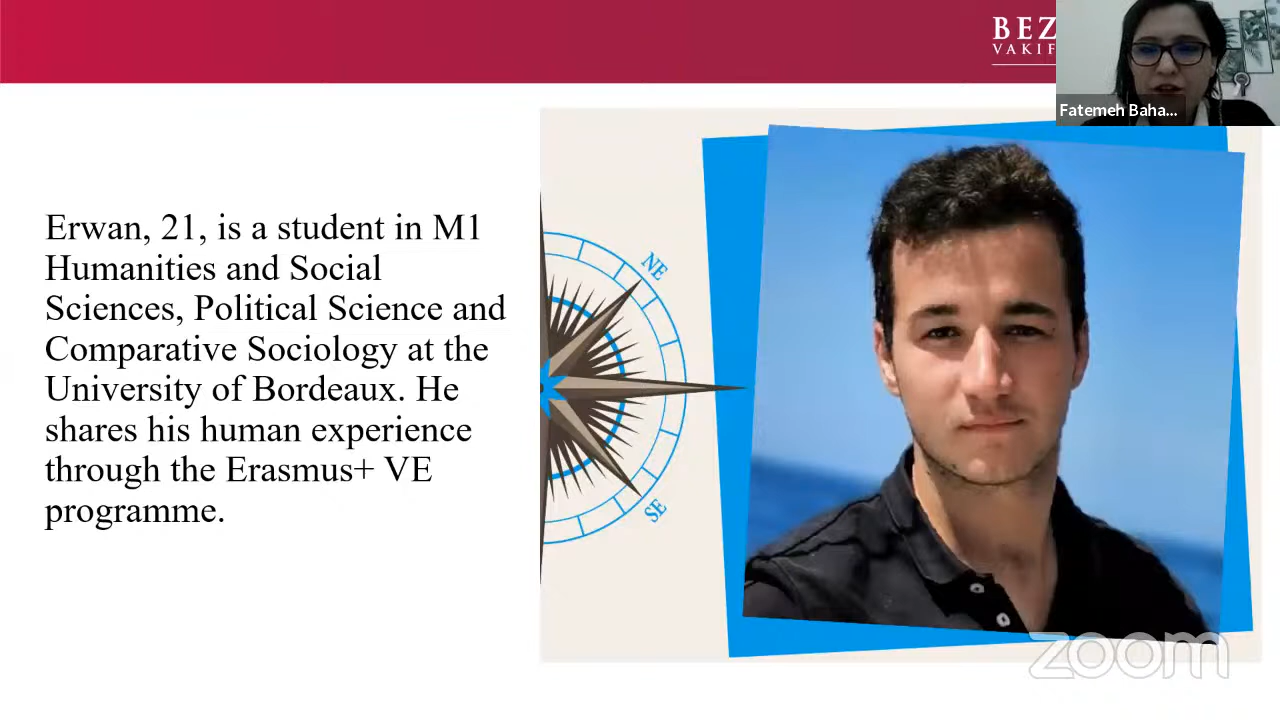 BEZ
VAKIF
Fatemeh Baha...
Erwan, 21, is a student in M1
Humanities and Social
Sciences, Political Science and
Comparative Sociology at the
University of Bordeaux. He
shares his human experience
through the Erasmus+ VE
programme.
NE
SE
zoom